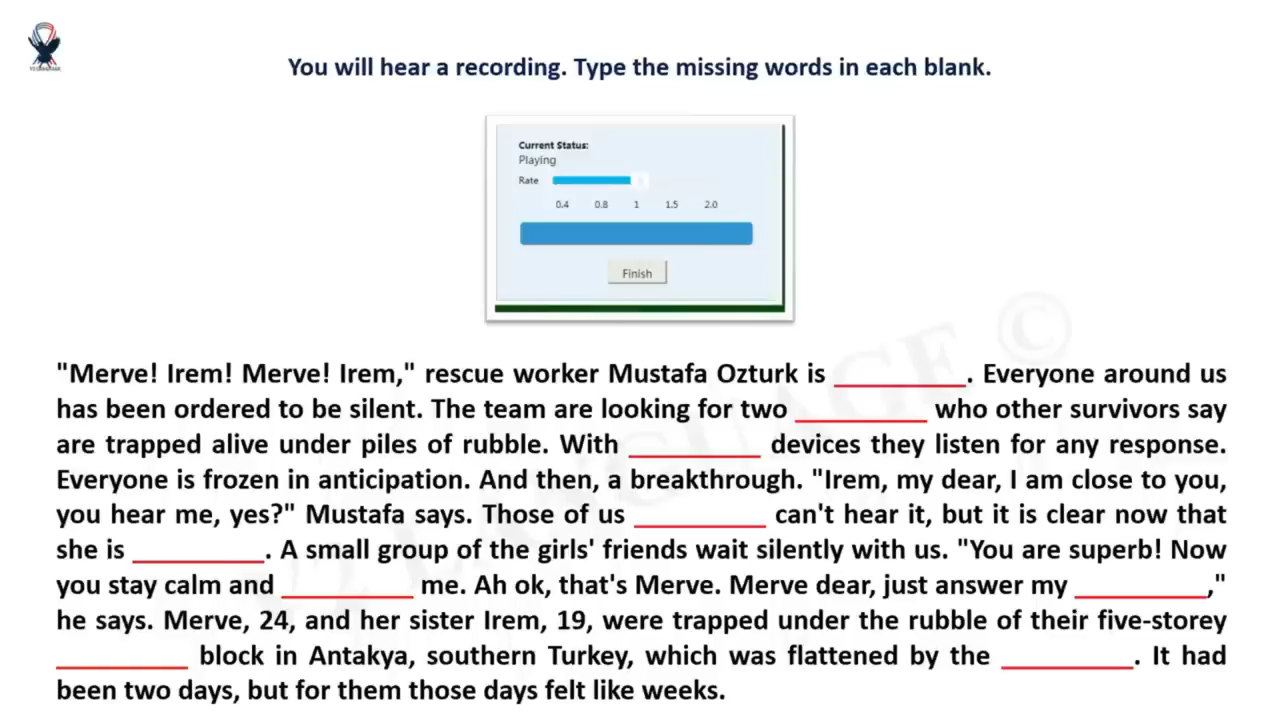 You will hear a recording. Type the missing words in each blank.
Current Status:
Playing
Rate
0.4 0.8 1 1.5 2.0
Finish
"Merve! Irem! Merve! Irem," rescue worker Mustafa Ozturk is __________. Everyone around us
has been ordered to be silent. The team are looking for two __________ who other survivors say
are trapped alive under piles of rubble. With __________ devices they listen for any response.
Everyone is frozen in anticipation. And then, a breakthrough. "Irem, my dear, I am close to you,
you hear me, yes?" Mustafa says. Those of us __________ can't hear it, but it is clear now that
she is __________. A small group of the girls' friends wait silently with us. "You are superb! Now
you stay calm and __________ me. Ah ok, that's Merve. Merve dear, just answer my __________,"
he says. Merve, 24, and her sister Irem, 19, were trapped under the rubble of their five-storey
__________ block in Antakya, southern Turkey, which was flattened by the __________. It had
been two days, but for them those days felt like weeks.